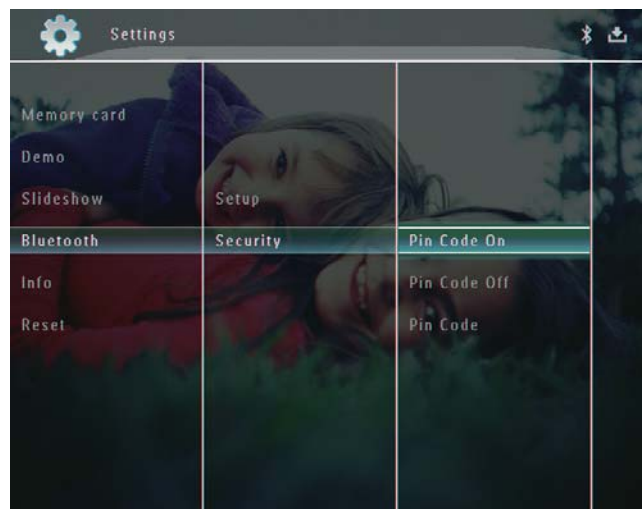 Settings
Memory card
Demo
Slideshow
Bluetooth
Info
Reset
Setup
Security
Pin Code On
Pin Code Off
Pin Code